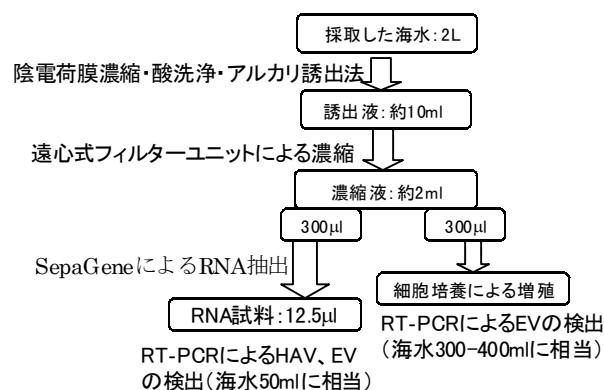 採取した海水:2L
陰電荷膜濃縮・酸洗浄・アルカリ誘出法
誘出液:約10ml
遠心式フィルターユニットによる濃縮
濃縮液:約2ml
300μl
300μl
SepaGeneによるRNA抽出
細胞培養による増殖
RNA試料:12.5μl
RT-PCRによるEVの検出
(海水300-400mlに相当)
RT-PCRによるHAV、EV
の検出(海水50mlに相当)